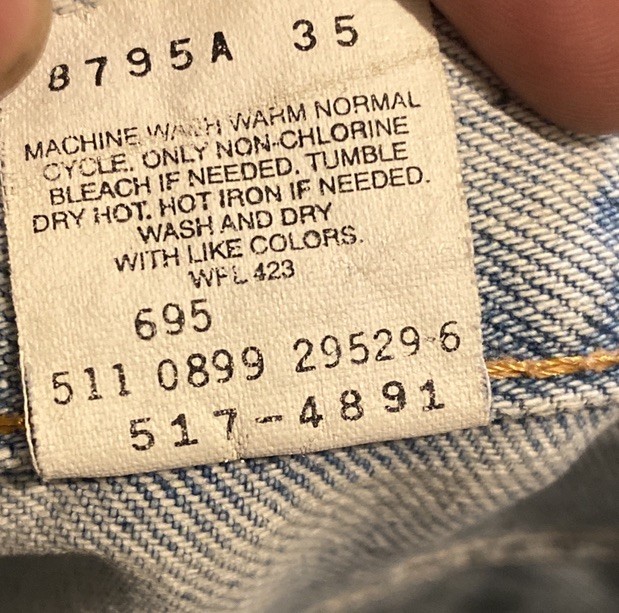 8795A 35
MACHINE WASH WARM NORMAL
CYCLE. ONLY NON-CHLORINE
BLEACH IF NEEDED. TUMBLE
DRY HOT. HOT IRON IF NEEDED.
WASH AND DRY
WITH LIKE COLORS.
WPL 423
695
511 0899 29529-6
517-4891